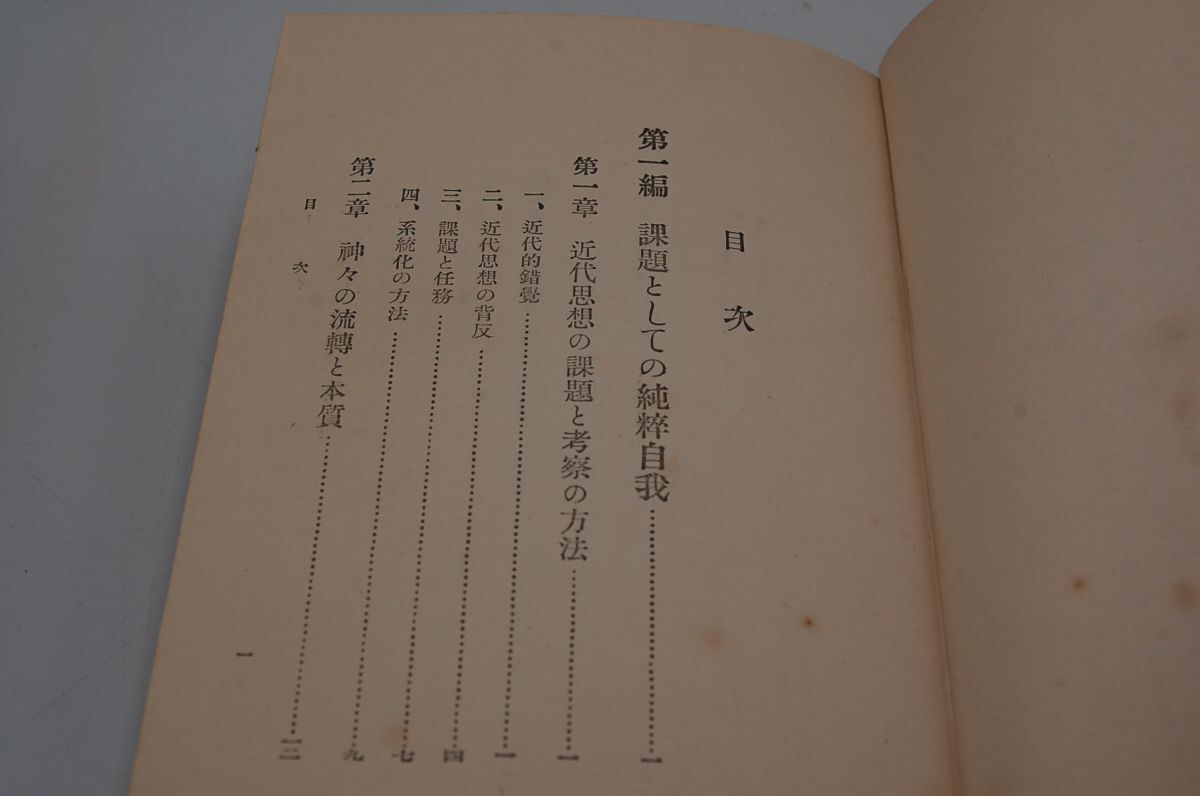 目次
第一編　課題としての純粹自我……………………一
第一章　近代思想の課題と考察の方法……………………一
一、近代的錯覺……………………一
二、近代思想の背反……………………四
三、課題と任務……………………七
四、系統化の方法……………………九
第二章　神々の流轉と本質……………………一三
目次
一